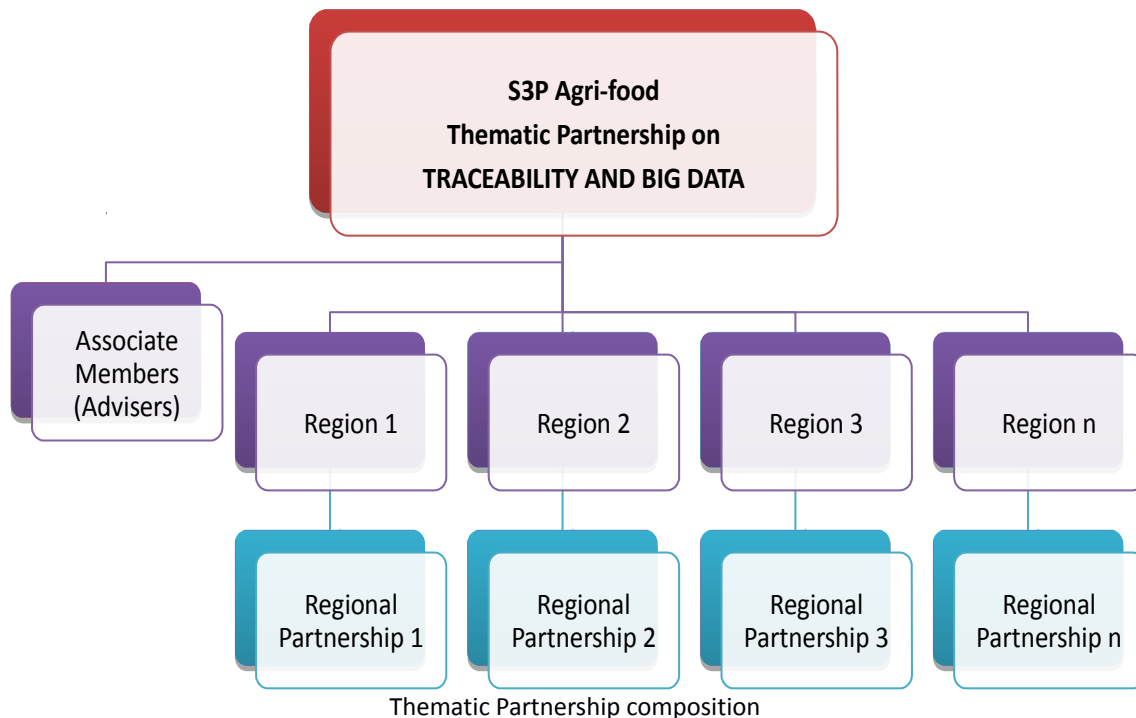 S3P Agri-food
Thematic Partnership on
TRACEABILITY AND BIG DATA
Associate
Members
(Advisers)
Region 1
Region 2
Region 3
Region n
Regional
Partnership 1
Regional
Partnership 2
Regional
Partnership 3
Regional
Partnership n
Thematic Partnership composition